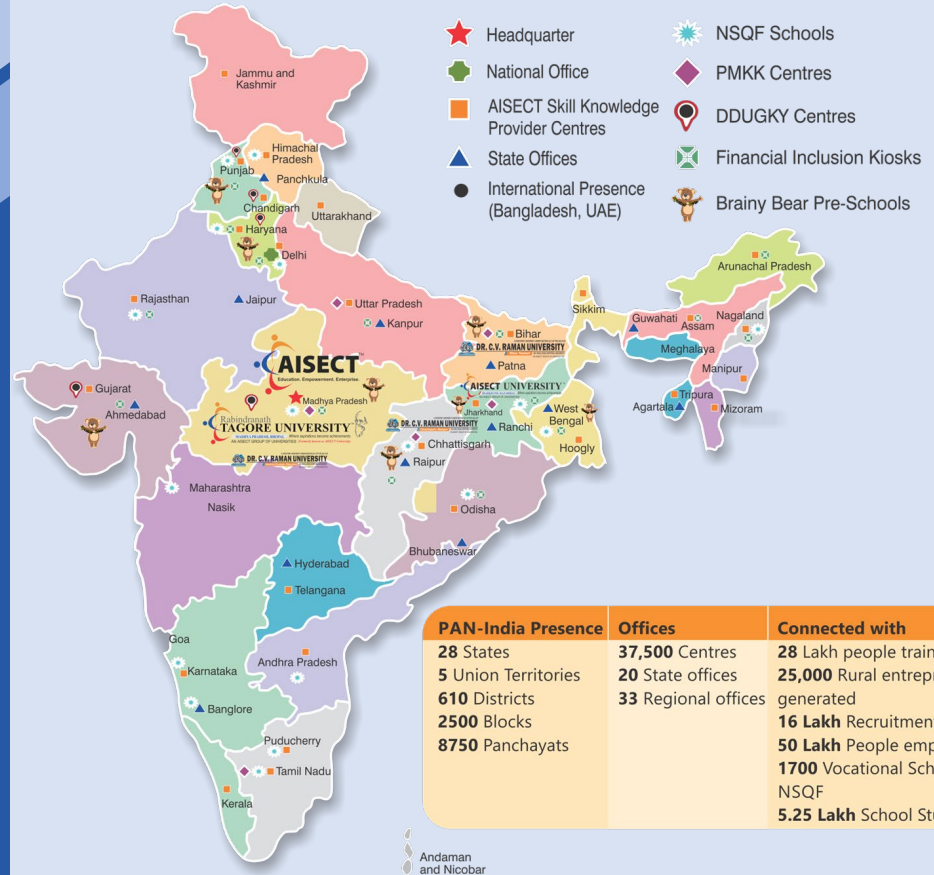 Headquarter
National Office
AISECT Skill Knowledge
Provider Centres
State Offices
International Presence
(Bangladesh, UAE)
NSQF Schools
PMKK Centres
DDUGKY Centres
Financial Inclusion Kiosks
Brainy Bear Pre-Schools
Jammu and
Kashmir
Himachal
Pradesh
Punjab
Panchkula
Chandigarh
Uttarakhand
Haryana
Delhi
Rajasthan
Jaipur
Uttar Pradesh
Kanpur
Sikkim
Arunachal Pradesh
Guwahati
Assam
Nagaland
Meghalaya
Manipur
Tripura
Agartala
Mizoram
Bihar
DR. C.V. RAMAN UNIVERSITY
Patna
AISECT UNIVERSITY
Jharkhand
Ranchi
West
Bengal
Hoogly
AISECT
Education. Empowerment. Enterprise.
Madhya Pradesh
Rabindranath
TAGORE UNIVERSITY
DR. C.V. RAMAN UNIVERSITY
DR. C.V. RAMAN UNIVERSITY
Chhattisgarh
Raipur
Gujarat
Ahmedabad
Maharashtra
Nasik
Odisha
Bhubaneswar
Hyderabad
Telangana
Goa
Karnataka
Banglore
Andhra Pradesh
Puducherry
Tamil Nadu
Kerala
Andaman
and Nicobar
PAN-India Presence
28 States
5 Union Territories
610 Districts
2500 Blocks
8750 Panchayats
Offices
37,500 Centres
20 State offices
33 Regional offices
Connected with
28 Lakh people train
25,000 Rural entrepr
generated
16 Lakh Recruitment
50 Lakh People emp
1700 Vocational Sch
NSQF
5.25 Lakh School Stu